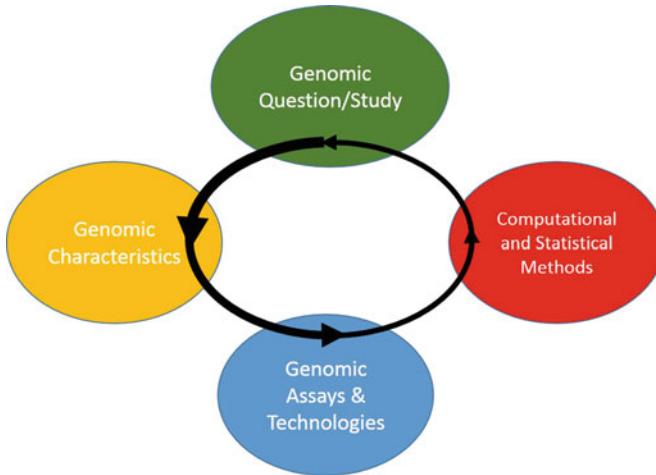 Genomic
Question/Study
Genomic
Characteristics
Computational
and Statistical
Methods
Genomic
Assays &
Technologies